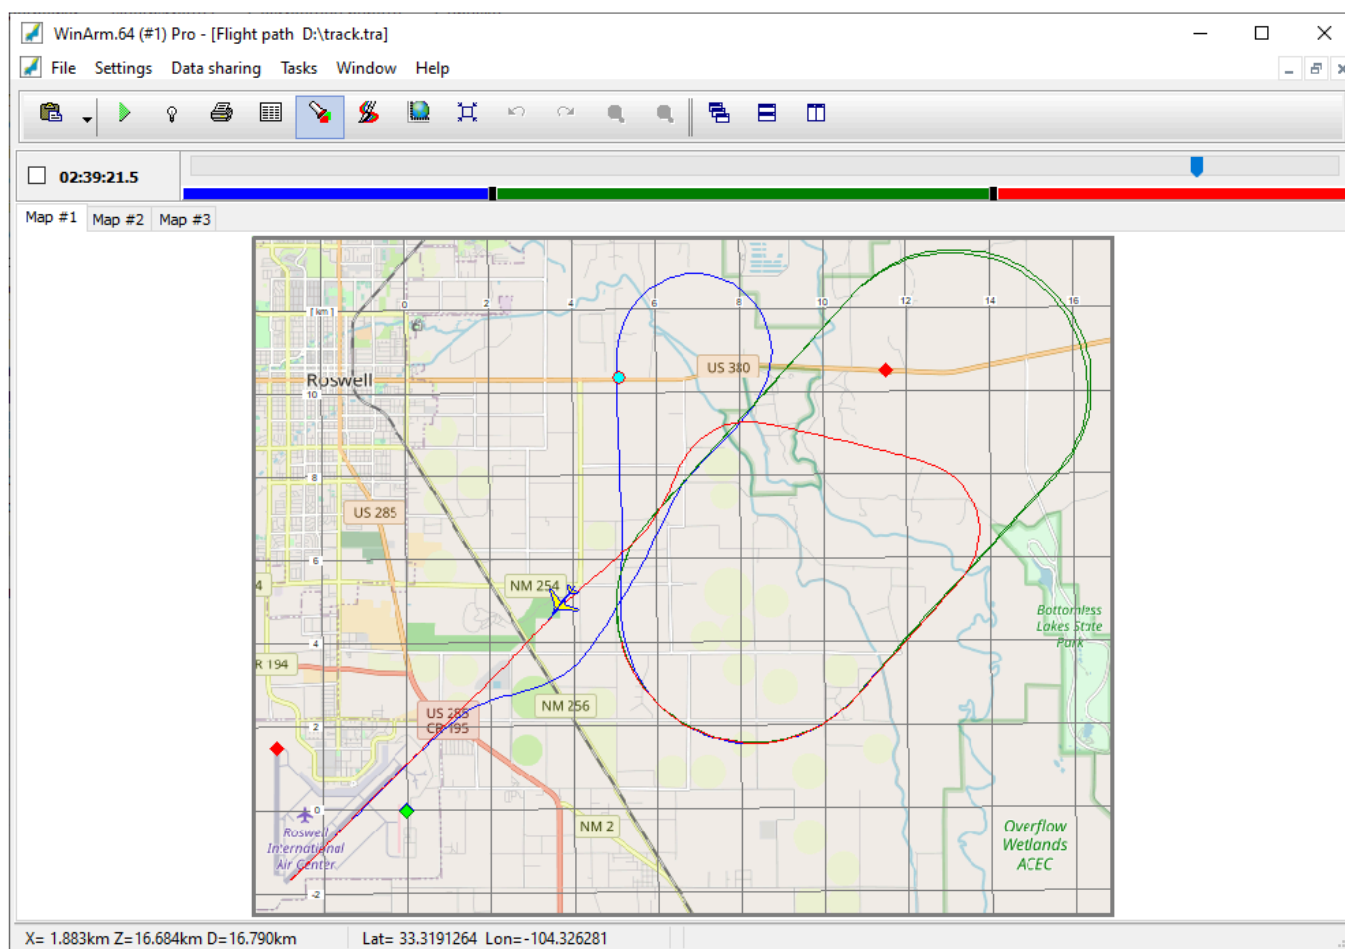 WinArm.64 (#1) Pro - [Flight path D:\track.tra]
File Settings Data sharing Tasks Window Help
02:39:21.5
Map #1 Map #2 Map #3
0 2 4 6 8 10 12 14 16
[ km ]
US 380
Roswell
10
8
US 285
6
4
NM 254
Bottomless
Lakes State
Park
4
R 194
NM 256
US 285
CR 195
2
0
Roswell
International
Air Center
NM 2
Overflow
Wetlands
ACEC
-2
X= 1.883km Z=16.684km D=16.790km Lat= 33.3191264 Lon=-104.326281